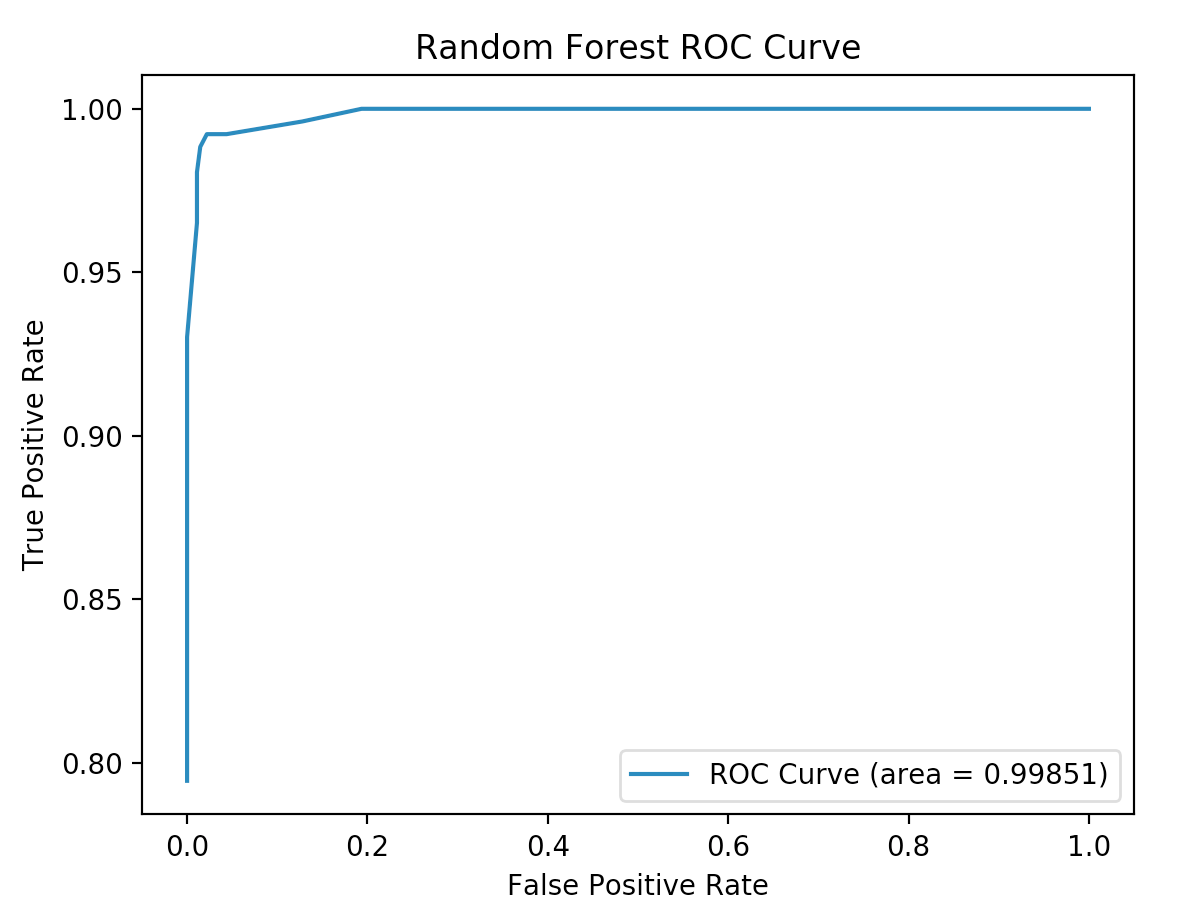 Random Forest ROC Curve
1.00
0.95
0.90
0.85
0.80
True Positive Rate
ROC Curve (area = 0.99851)
0.0 0.2 0.4 0.6 0.8 1.0
False Positive Rate